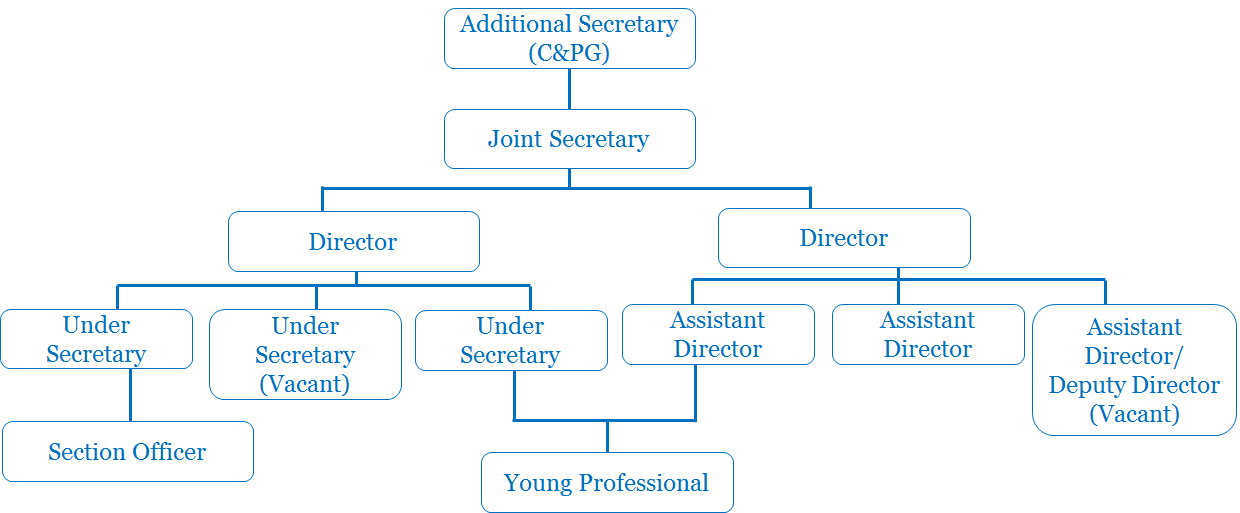 Additional Secretary
(C&PG)
Joint Secretary
Director
Director
Under
Secretary
Under
Secretary
(Vacant)
Under
Secretary
Assistant
Director
Assistant
Director
Assistant
Director/
Deputy Director
(Vacant)
Section Officer
Young Professional